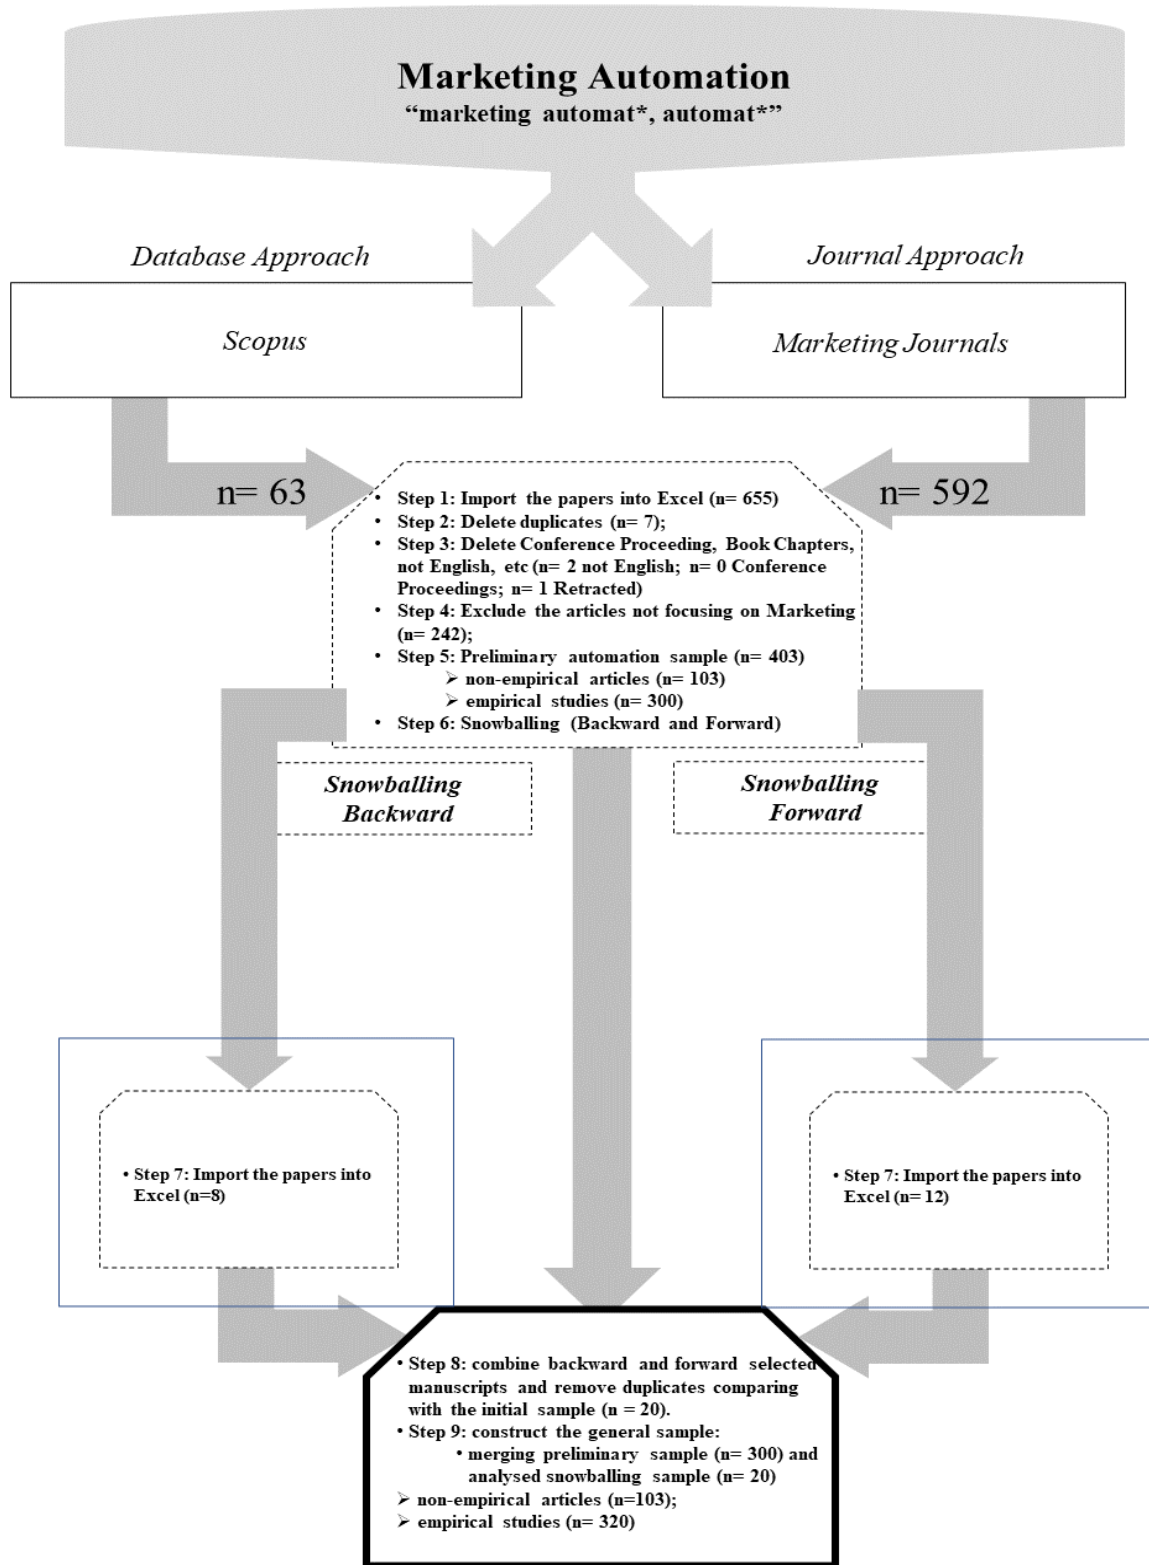 Marketing Automation
“marketing automat*, automat*”
Database Approach
Journal Approach
Scopus
Marketing Journals
n= 63
n= 592
• Step 1: Import the papers into Excel (n= 655)
• Step 2: Delete duplicates (n= 7);
• Step 3: Delete Conference Proceeding, Book Chapters,
not English, etc (n= 2 not English; n= 0 Conference
Proceedings; n= 1 Retracted)
• Step 4: Exclude the articles not focusing on Marketing
(n= 242);
• Step 5: Preliminary automation sample (n= 403)
➢ non-empirical articles (n= 103)
➢ empirical studies (n= 300)
• Step 6: Snowballing (Backward and Forward)
Snowballing
Backward
Snowballing
Forward
• Step 7: Import the papers into
Excel (n=8)
• Step 7: Import the papers into
Excel (n= 12)
• Step 8: combine backward and forward selected
manuscripts and remove duplicates comparing
with the initial sample (n = 20).
• Step 9: construct the general sample:
• merging preliminary sample (n= 300) and
analysed snowballing sample (n= 20)
➢ non-empirical articles (n=103);
➢ empirical studies (n= 320)